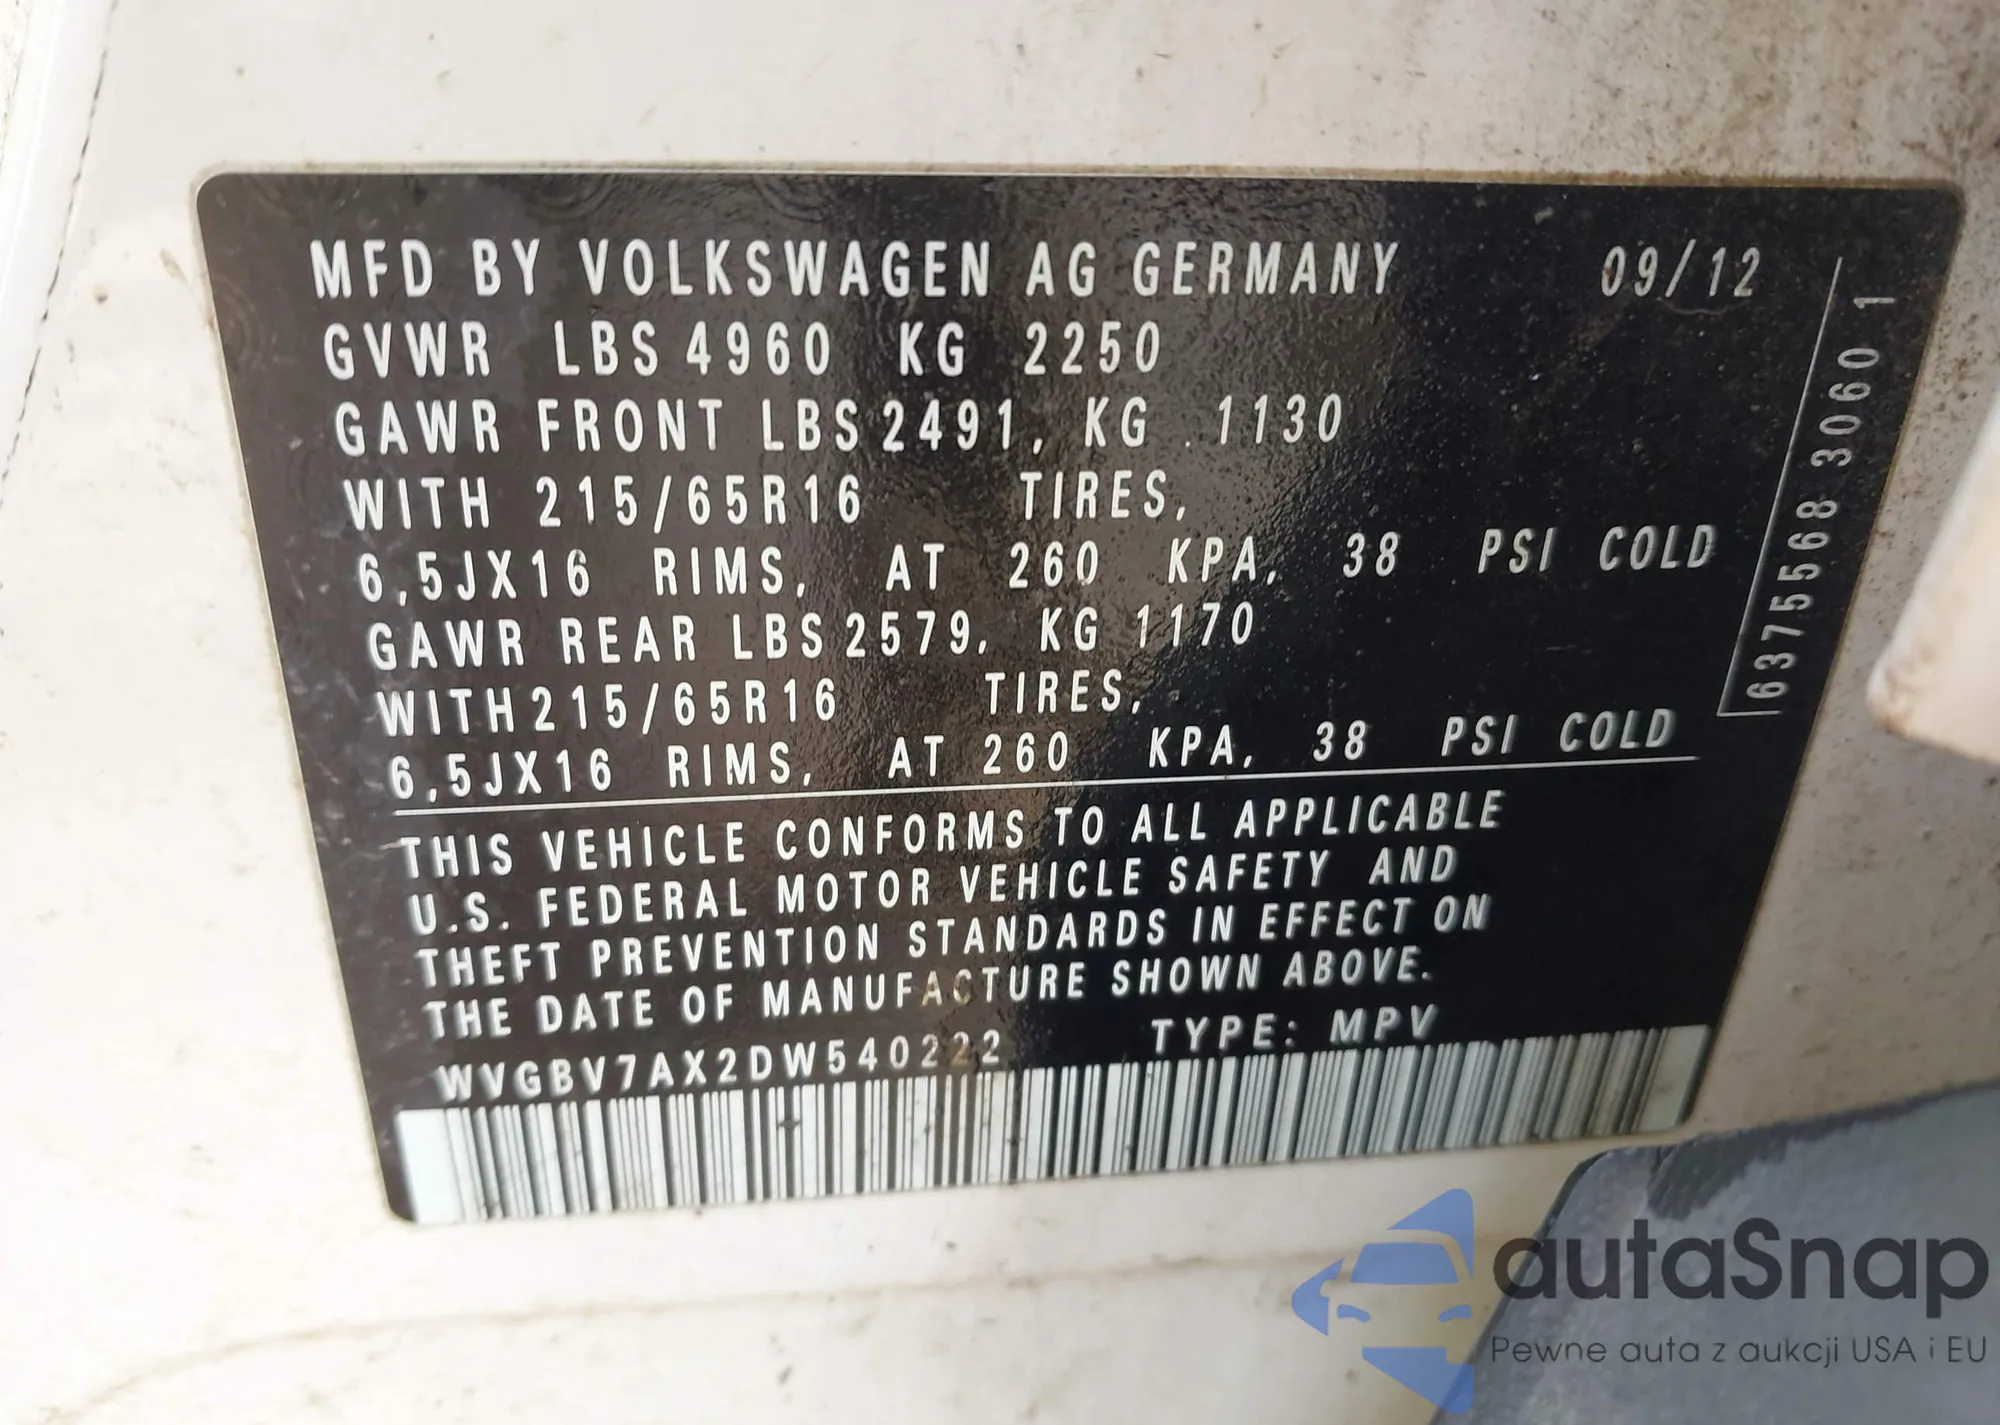 MFD BY VOLKSWAGEN AG GERMANY 09/12
GVWR LBS 4960 KG 2250
GAWR FRONT LBS 2491, KG . 1130
WITH 215/65R16 TIRES,
6,5JX16 RIMS, AT 260 KPA, 38 PSI COLD
GAWR REAR LBS 2579, KG 1170
WITH 215/65R16 TIRES,
6,5JX16 RIMS, AT 260 KPA, 38 PSI COLD
THIS VEHICLE CONFORMS TO ALL APPLICABLE
U.S. FEDERAL MOTOR VEHICLE SAFETY AND
THEFT PREVENTION STANDARDS IN EFFECT ON
THE DATE OF MANUFACTURE SHOWN ABOVE.
WVGBV7AX2DW540222 TYPE: MPV
6375568 3060 1
autaSnap
Pewne auta z aukcji USA i EU